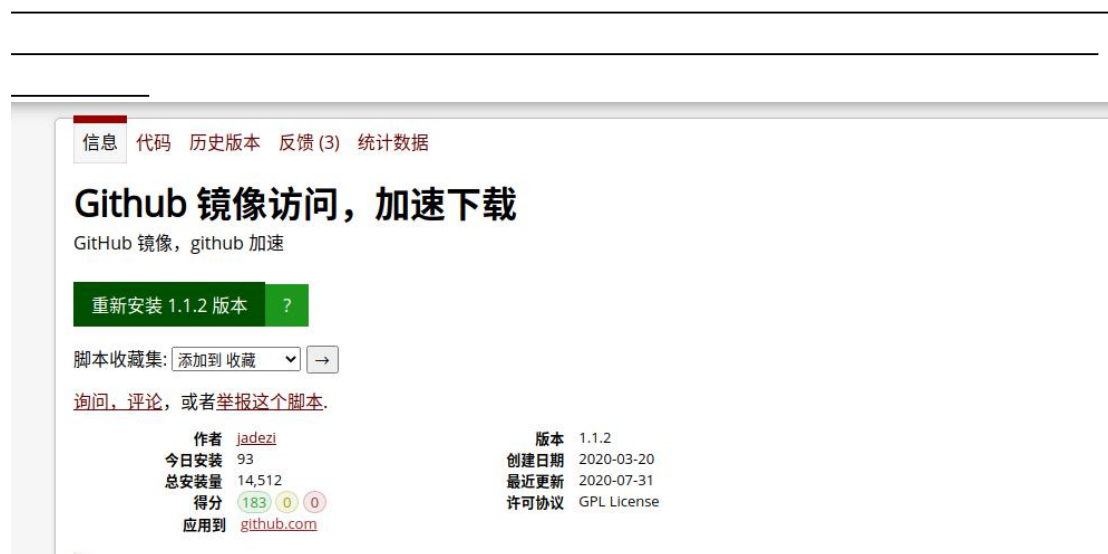 信息 代码 历史版本 反馈 (3) 统计数据
Github 镜像访问，加速下载
GitHub 镜像，github 加速
重新安装 1.1.2 版本 ?
脚本收藏集: 添加到 收藏 →
询问，评论，或者举报这个脚本.
作者 jadezi 版本 1.1.2
今日安装 93 创建日期 2020-03-20
总安装量 14,512 最近更新 2020-07-31
得分 183 0 0 许可协议 GPL License
应用到 github.com